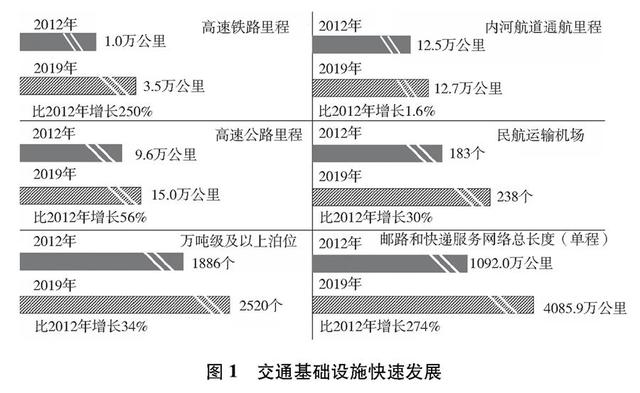 2012年
高速铁路里程
1.0万公里
2019年
3.5万公里
比2012年增长250%
2012年
内河航道通航里程
12.5万公里
2019年
12.7万公里
比2012年增长1.6%
2012年
高速公路里程
9.6万公里
2019年
15.0万公里
比2012年增长56%
2012年
民航运输机场
183个
2019年
238个
比2012年增长30%
2012年
万吨级及以上泊位
1886个
2019年
2520个
比2012年增长34%
2012年
邮路和快递服务网络总长度（单程）
1092.0万公里
2019年
4085.9万公里
比2012年增长274%
图1 交通基础设施快速发展